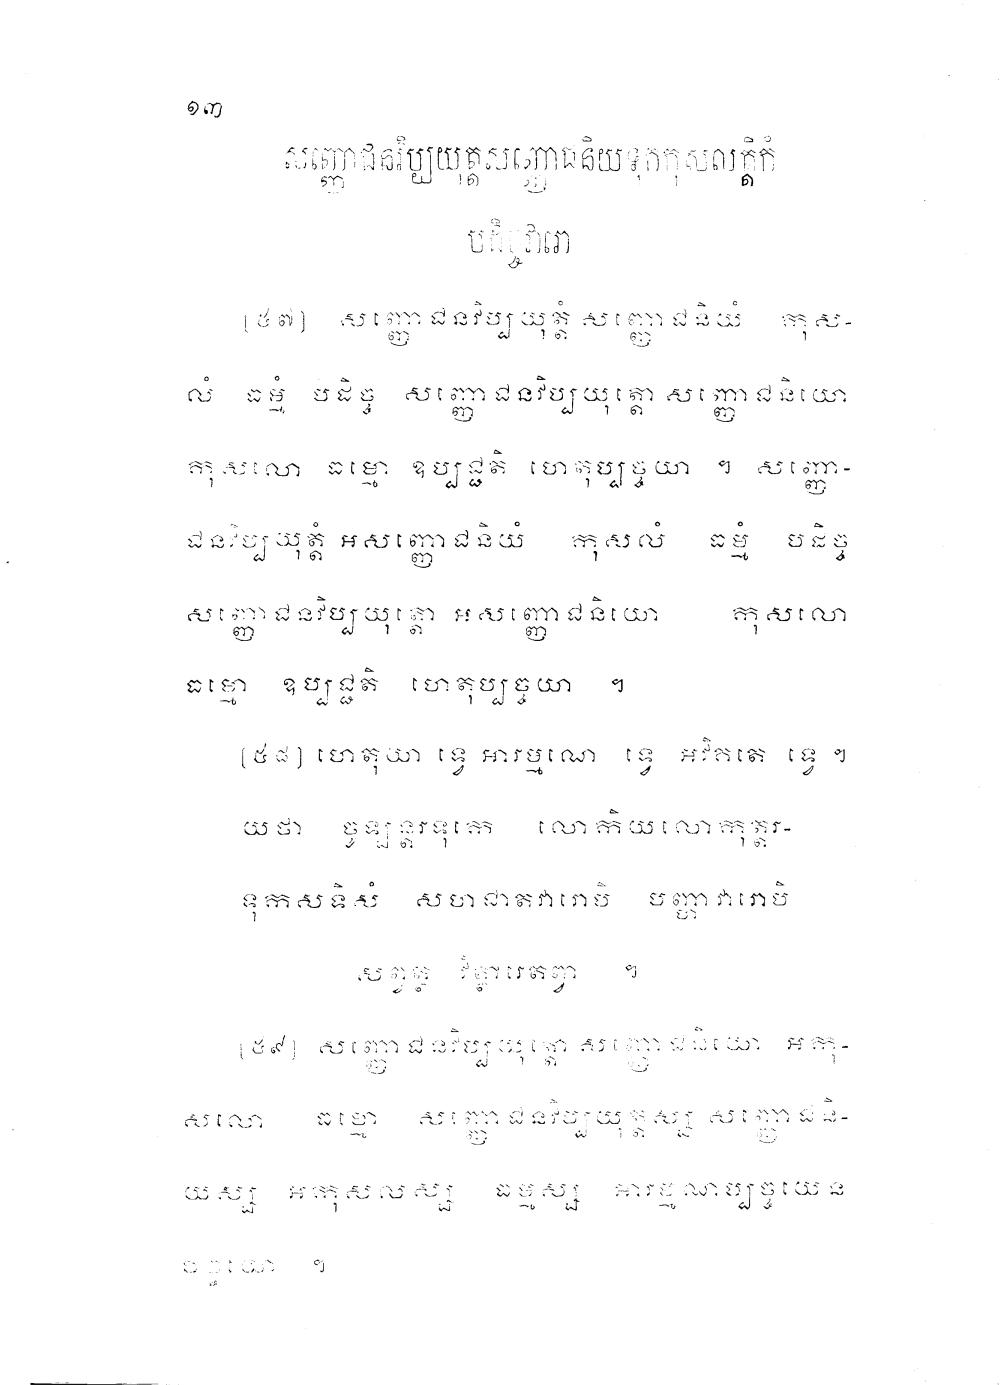 ១៣
សញ្ញោជនវិប្បយុត្តសញ្ញោជនិយទុកកុសលត្តិកំ
បដិច្ចវារោ
[៥៧] សញ្ញោជនវិប្បយុត្តំ សញ្ញោជនិយំ កុស-
លំ ធម្មំ បដិច្ច សញ្ញោជនវិប្បយុត្តោ សញ្ញោជនិយោ
កុសលោ ធម្មោ ឧប្បជ្ជតិ ហេតុប្បច្ចយា ។ សញ្ញោ-
ជនវិប្បយុត្តំ អសញ្ញោជនិយំ កុសលំ ធម្មំ បដិច្ច
សញ្ញោជនវិប្បយុត្តោ អសញ្ញោជនិយោ កុសលោ
ធម្មោ ឧប្បជ្ជតិ ហេតុប្បច្ចយា ។
[៥៨] ហេតុយា ទ្វេ អារម្មណេ ទ្វេ អវិគតេ ទ្វេ ។
យថា ចូឡន្តរទុកេ លោកិយលោកុត្តរ-
ទុកសទិសំ សហជាតវារោបិ បញ្ហាវារោបិ
សព្វត្ថ វិត្ថារេតព្វា ។
[៥៩] សញ្ញោជនវិប្បយុត្តោ សញ្ញោជនិយោ អកុ-
សលោ ធម្មោ សញ្ញោជនវិប្បយុត្តស្ស សញ្ញោជនិ-
យស្ស អកុសលស្ស ធម្មស្ស អារម្មណប្បច្ចយេន
បច្ចយោ ។